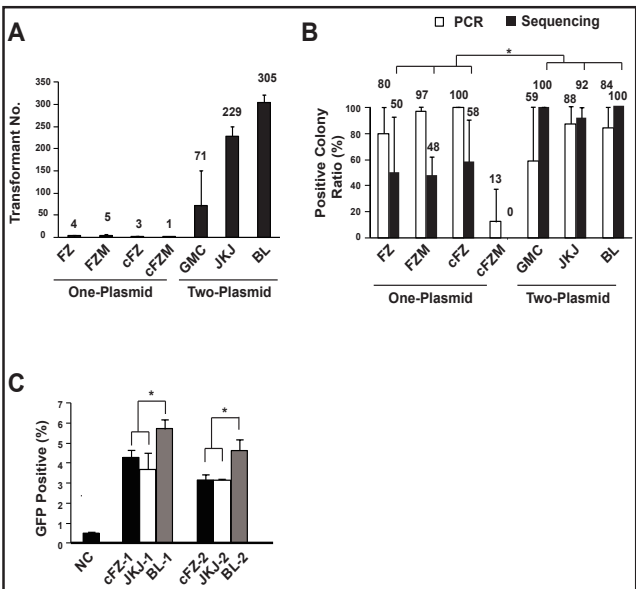 A
Transformant No.
350
300
250
200
150
100
50
0
4
5
3
1
71
229
305
FZ
FZM
cFZ
cFZM
GMC
JKJ
BL
One-Plasmid
Two-Plasmid
B
PCR
Sequencing
*
Positive Colony
Ratio (%)
100
80
60
40
20
0
80
50
97
48
100
58
13
0
59
100
88
92
84
100
FZ
FZM
cFZ
cFZM
GMC
JKJ
BL
One-Plasmid
Two-Plasmid
C
GFP Positive (%)
7
6
5
4
3
2
1
0
*
*
NC
cFZ-1
JKJ-1
BL-1
cFZ-2
JKJ-2
BL-2